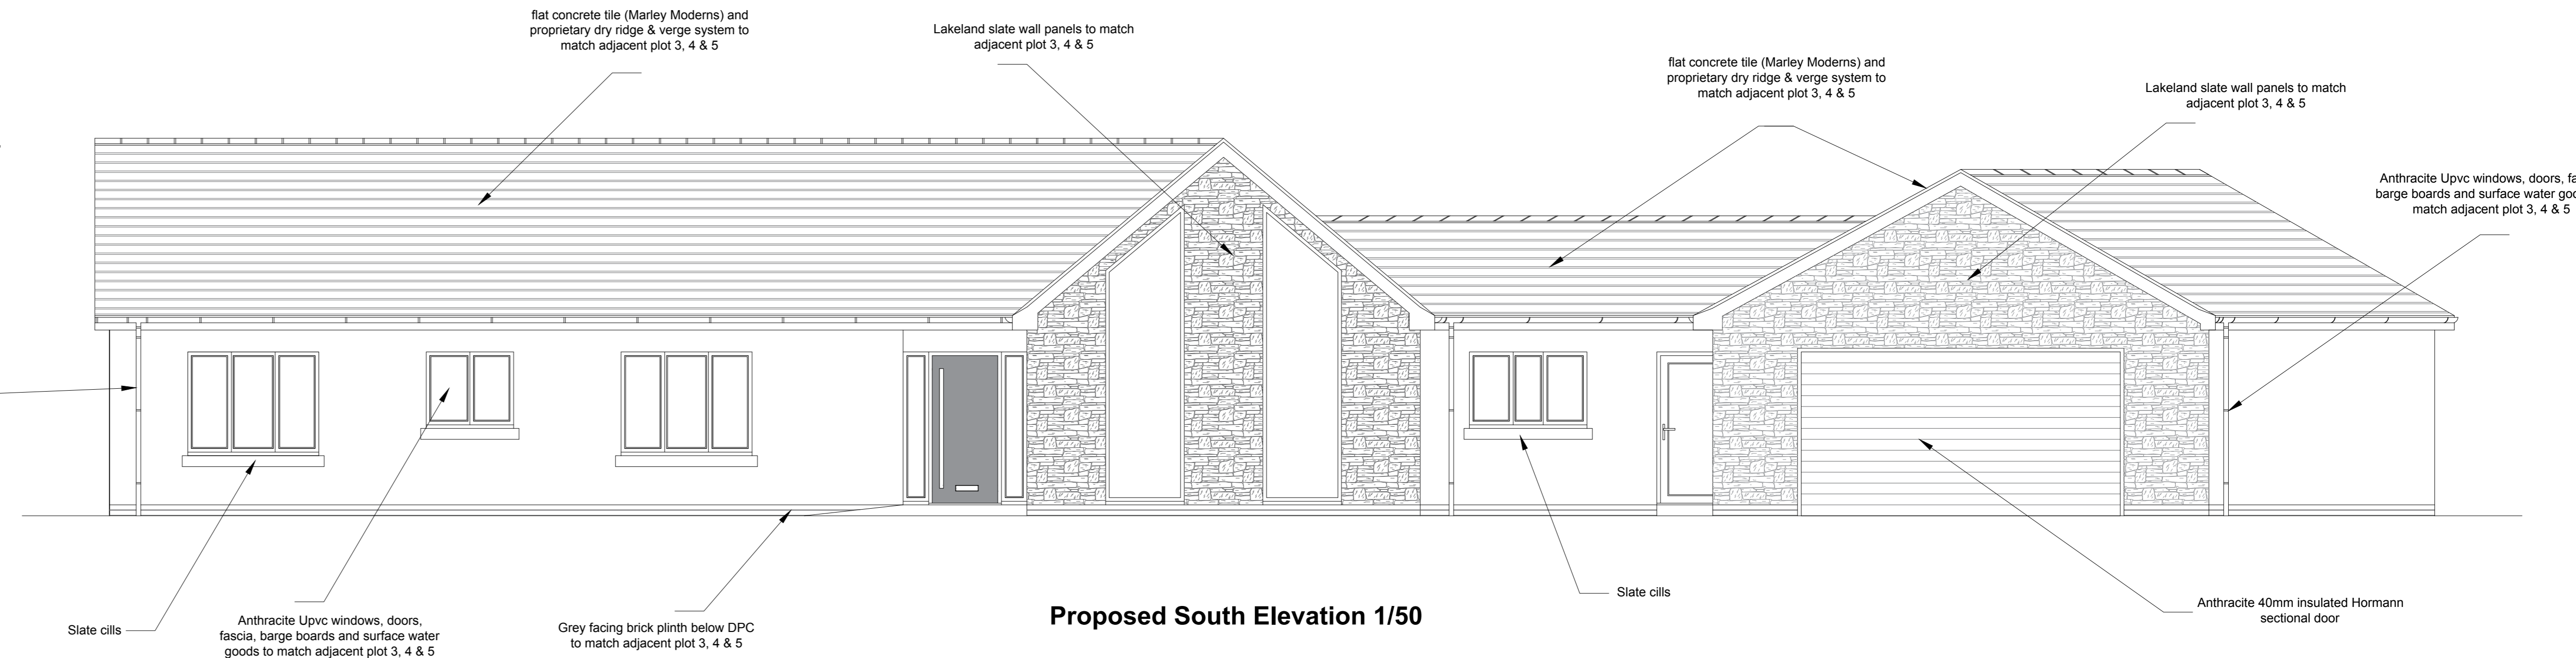 flat concrete tile (Marley Moderns) and
proprietary dry ridge & verge system to
match adjacent plot 3, 4 & 5
Lakeland slate wall panels to match
adjacent plot 3, 4 & 5
flat concrete tile (Marley Moderns) and
proprietary dry ridge & verge system to
match adjacent plot 3, 4 & 5
Lakeland slate wall panels to match
adjacent plot 3, 4 & 5
Anthracite Upvc windows, doors, fa
barge boards and surface water goo
match adjacent plot 3, 4 & 5
Slate cills
Anthracite Upvc windows, doors,
fascia, barge boards and surface water
goods to match adjacent plot 3, 4 & 5
Grey facing brick plinth below DPC
to match adjacent plot 3, 4 & 5
Proposed South Elevation 1/50
Slate cills
Anthracite 40mm insulated Hormann
sectional door